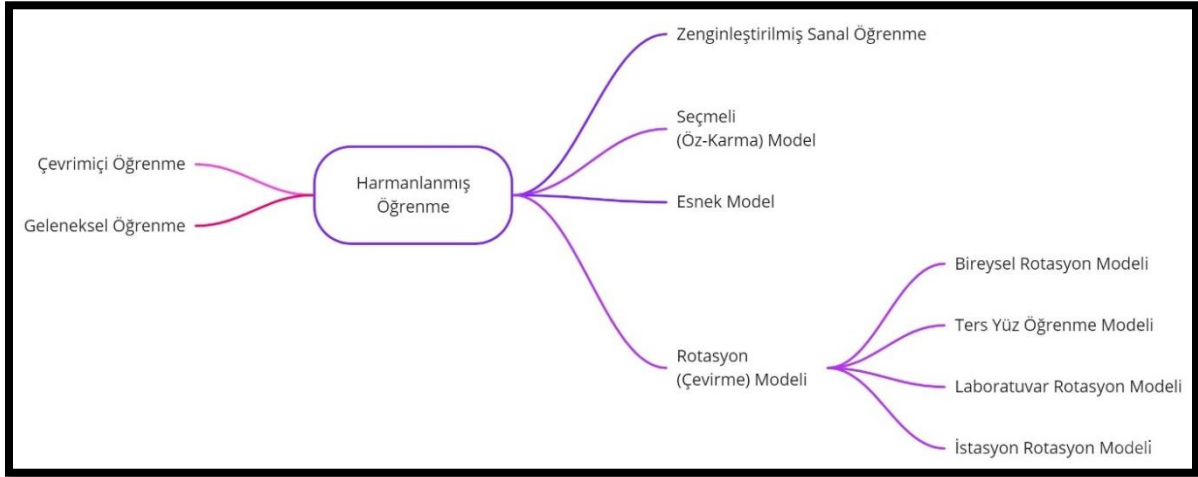 Çevrimiçi Öğrenme
Geleneksel Öğrenme
Harmanlanmış
Öğrenme
Zenginleştirilmiş Sanal Öğrenme
Seçmeli
(Öz-Karma) Model
Esnek Model
Rotasyon
(Çevirme) Modeli
Bireysel Rotasyon Modeli
Ters Yüz Öğrenme Modeli
Laboratuvar Rotasyon Modeli
İstasyon Rotasyon Modeli